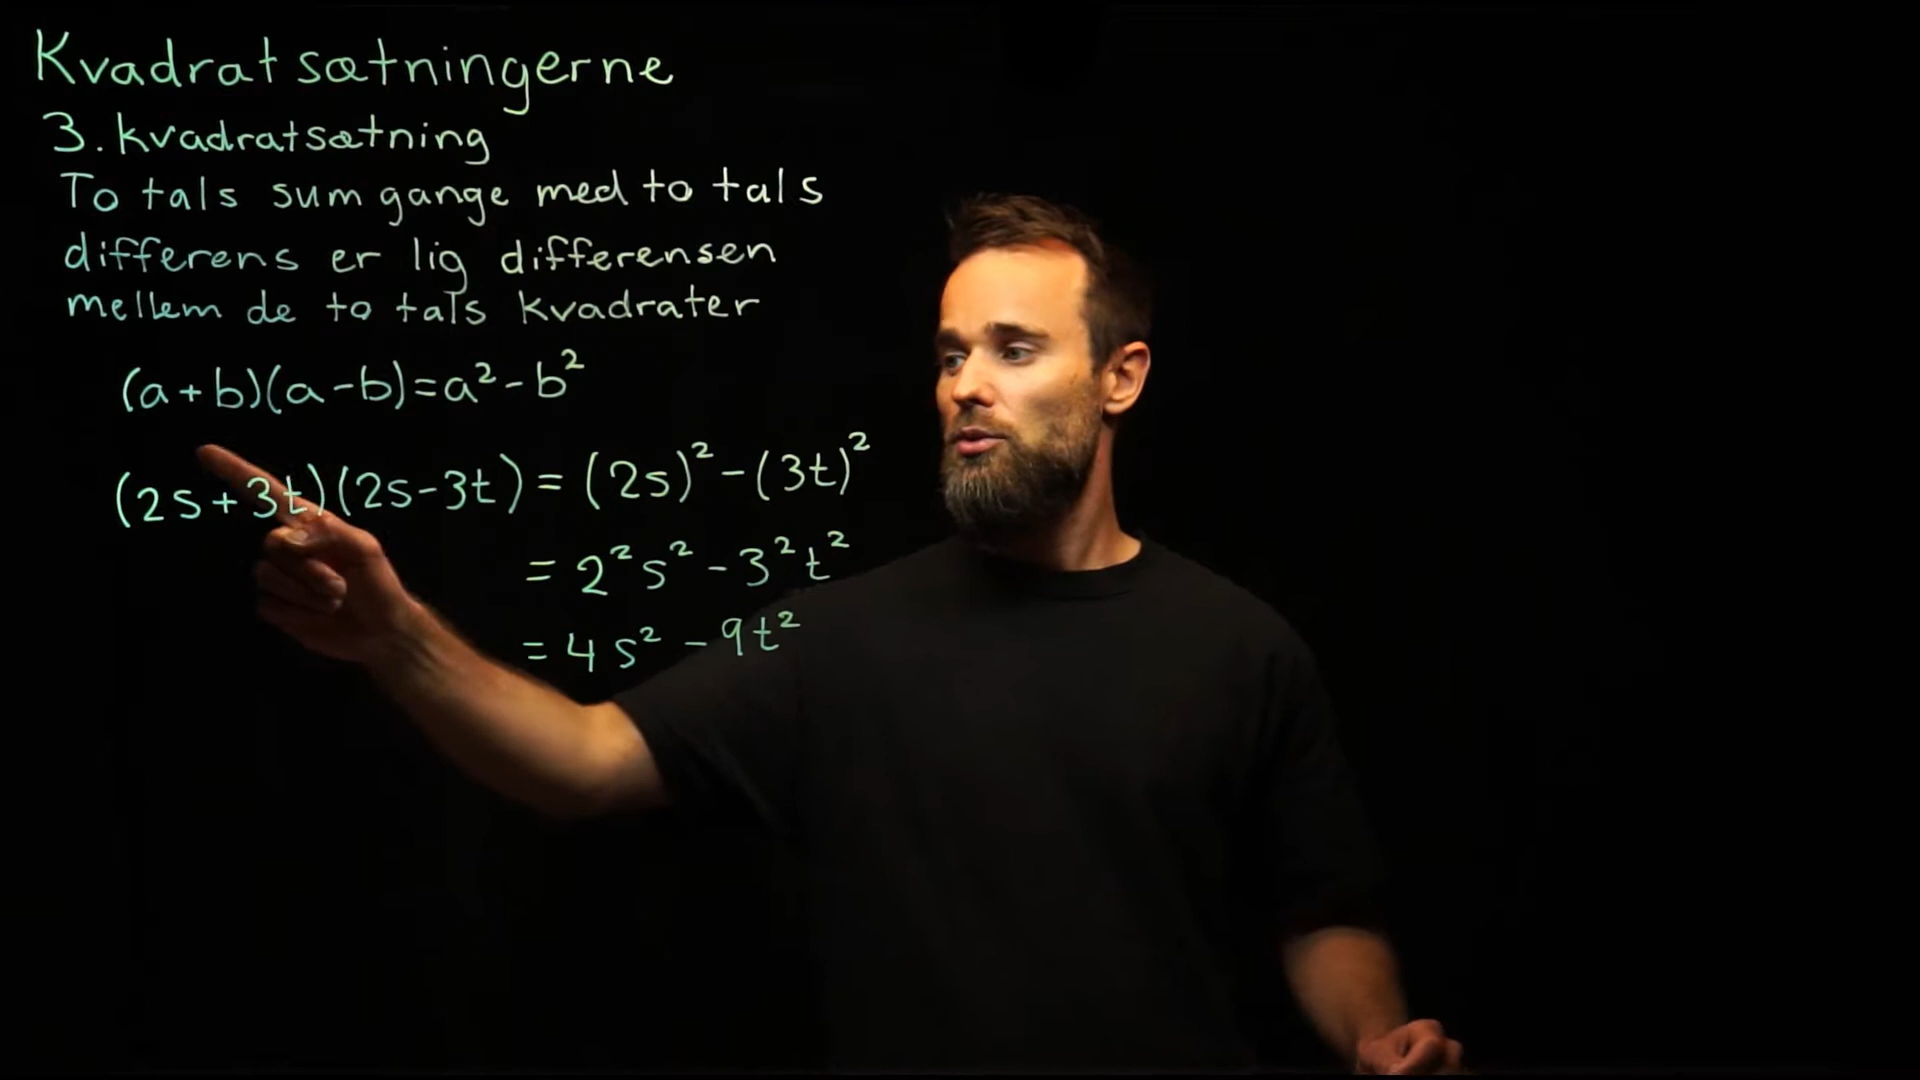 Kvadratsætningerne
3. kvadratsætning
To tals sum gange med to tals
differens er lig differensen
mellem de to tals kvadrater
(a+b)(a-b)=a²-b²
(2s+3t)(2s-3t)=(2s)²-(3t)²
=2²s²-3²t²
=4s²-9t²